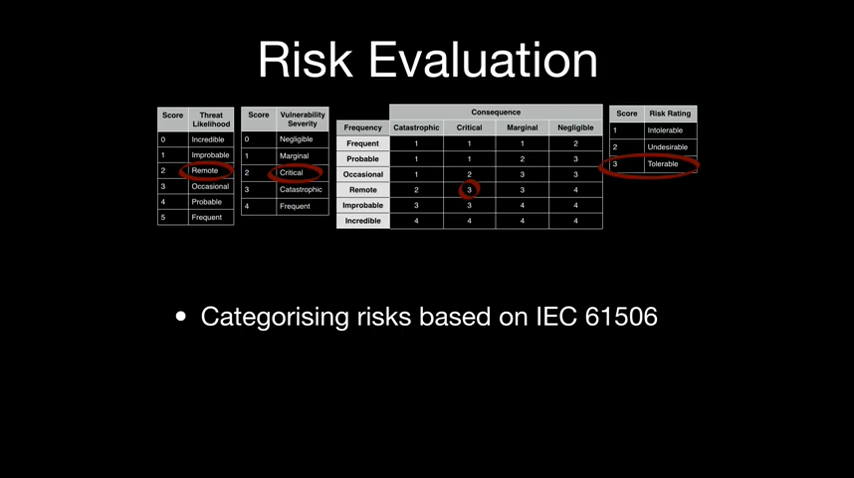 Risk Evaluation
Score Threat Likelihood
0 Incredible
1 Improbable
2 Remote
3 Occasional
4 Probable
5 Frequent
Score Vulnerability Severity
0 Negligible
1 Marginal
2 Critical
3 Catastrophic
4 Frequent
Consequence
Frequency Catastrophic Critical Marginal Negligible
Frequent 1 1 1 2
Probable 1 1 2 3
Occasional 1 2 3 3
Remote 2 3 3 4
Improbable 3 3 4 4
Incredible 4 4 4 4
Score Risk Rating
1 Intolerable
2 Undesirable
3 Tolerable
• Categorising risks based on IEC 61506